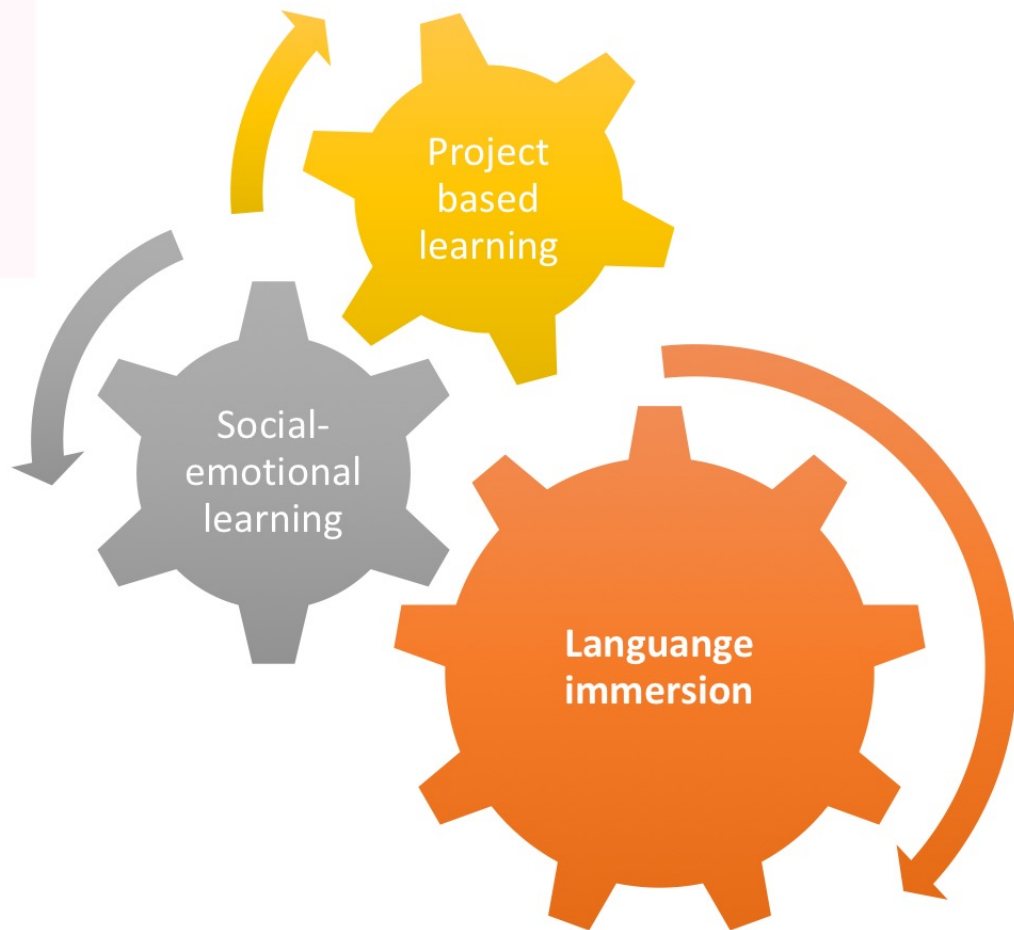 Project
based
learning
Social-
emotional
learning
Languange
immersion